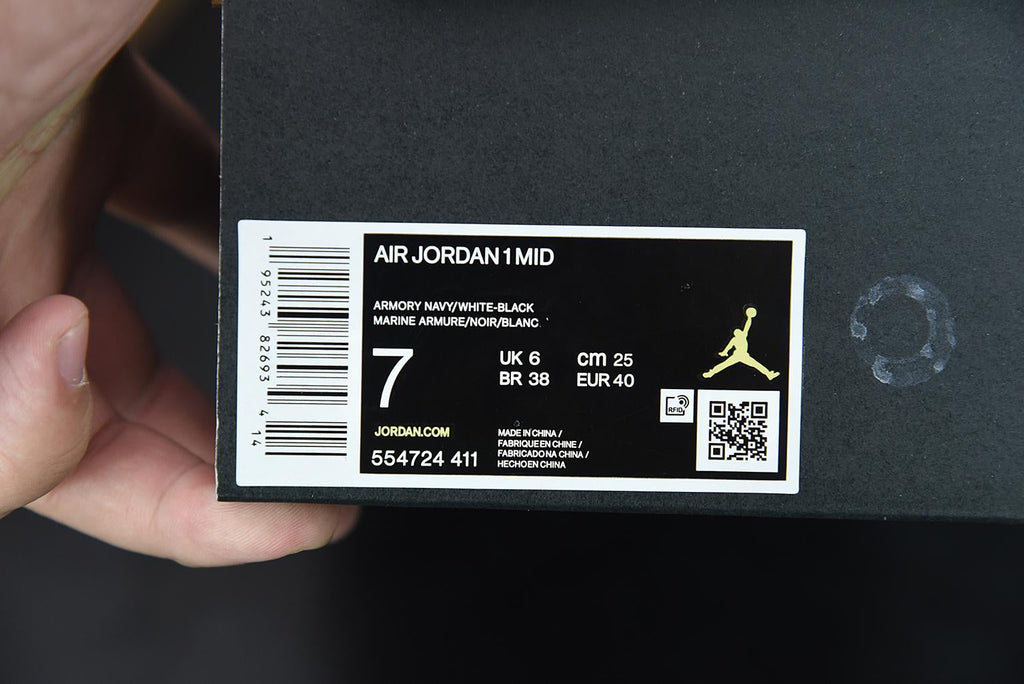 AIR JORDAN 1 MID
ARMORY NAVY/WHITE-BLACK
MARINE ARMURE/NOIR/BLANC
7
UK 6
cm 25
BR 38
EUR 40
JORDAN.COM
554724 411
MADE IN CHINA /
FABRIQUE EN CHINE /
FABRICADO NA CHINA /
HECHO EN CHINA
RFID
1 95243 82693 4 14